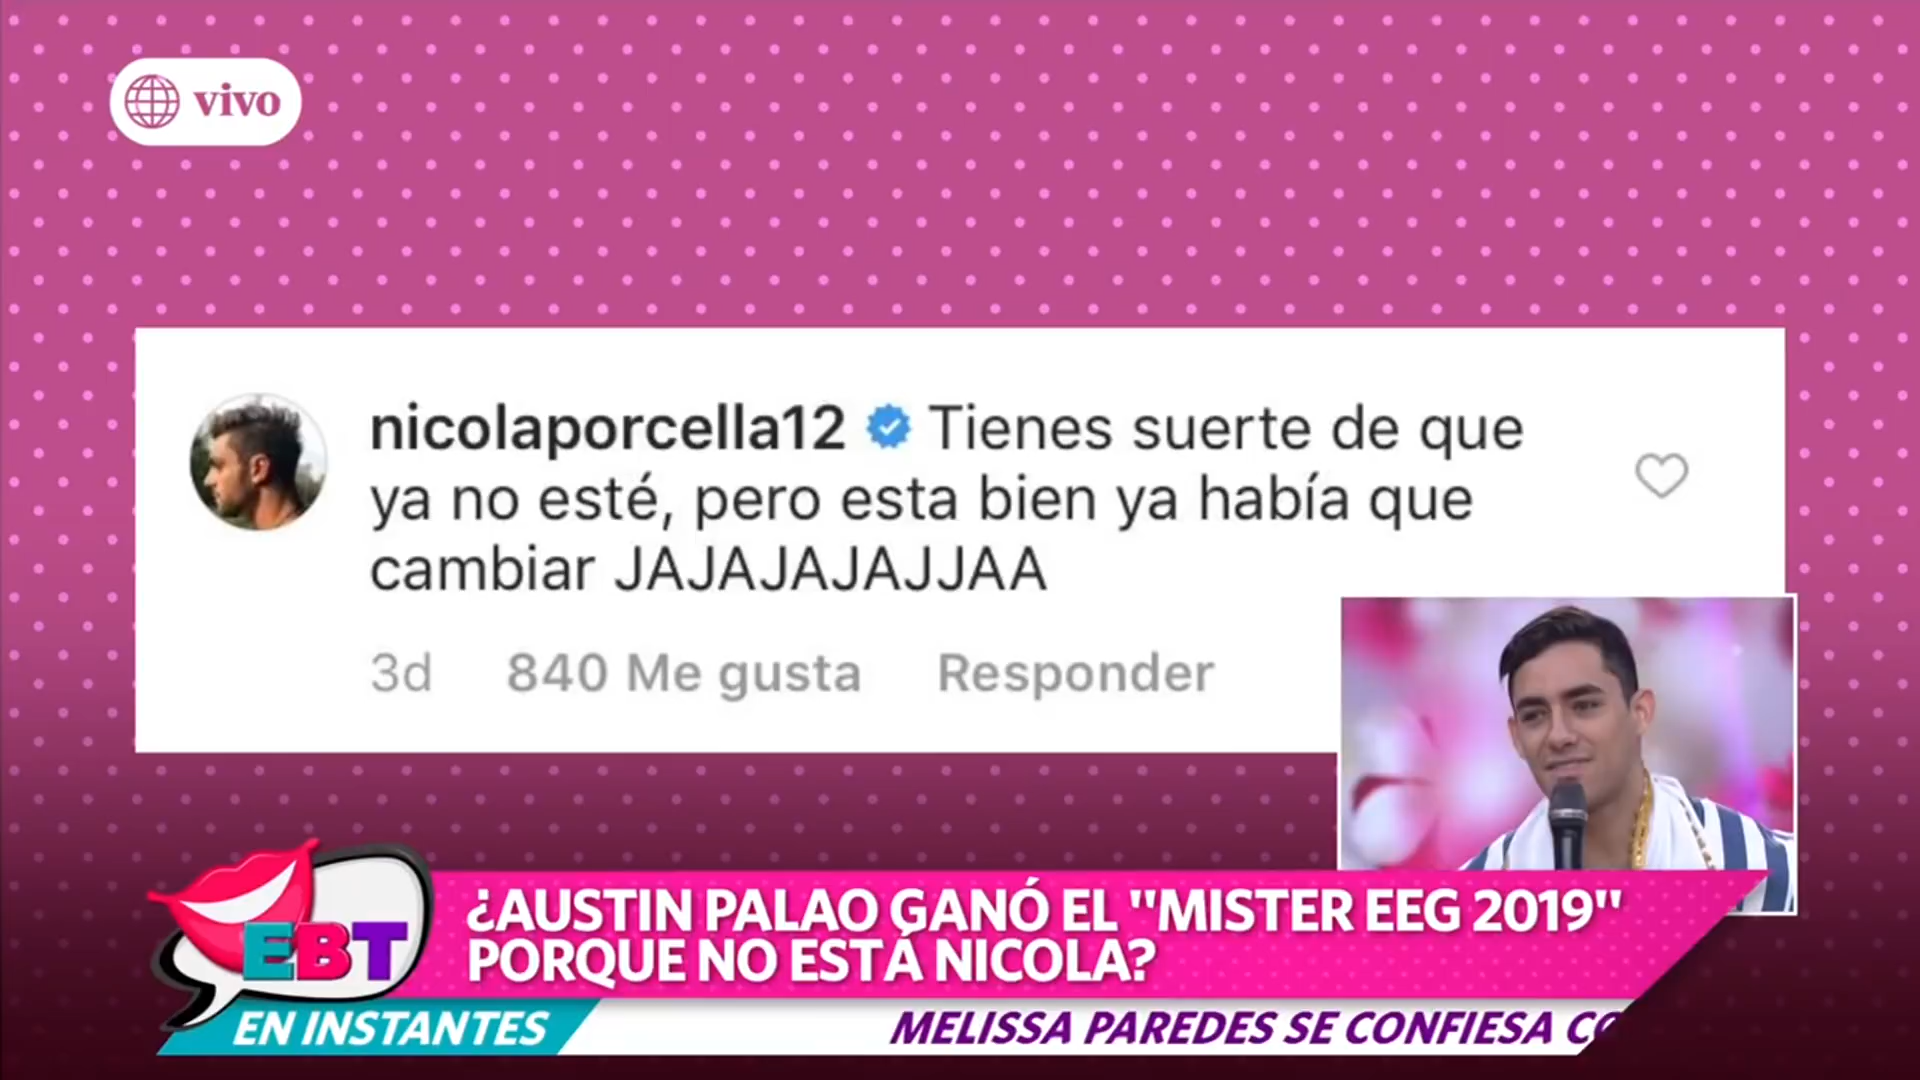 vivo
nicolaporcella12 Tienes suerte de que
ya no esté, pero esta bien ya había que
cambiar JAJAJAJAJJAA
3d 840 Me gusta Responder
EBT
¿AUSTIN PALAO GANÓ EL "MISTER EEG 2019"
PORQUE NO ESTÁ NICOLA?
EN INSTANTES
MELISSA PAREDES SE CONFIESA